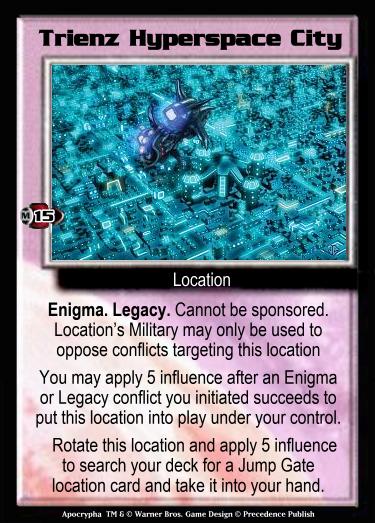 Trienz Hyperspace City
M 15
Location
Enigma. Legacy. Cannot be sponsored.
Location's Military may only be used to
oppose conflicts targeting this location
You may apply 5 influence after an Enigma
or Legacy conflict you initiated succeeds to
put this location into play under your control.
Rotate this location and apply 5 influence
to search your deck for a Jump Gate
location card and take it into your hand.
Apocrypha TM & © Warner Bros. Game Design © Precedence Publish